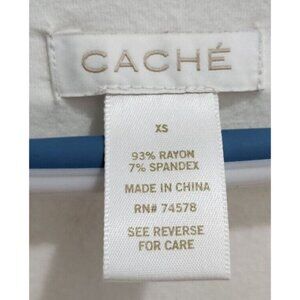 CACHÉ
XS
93% RAYON
7% SPANDEX
MADE IN CHINA
RN# 74578
SEE REVERSE
FOR CARE